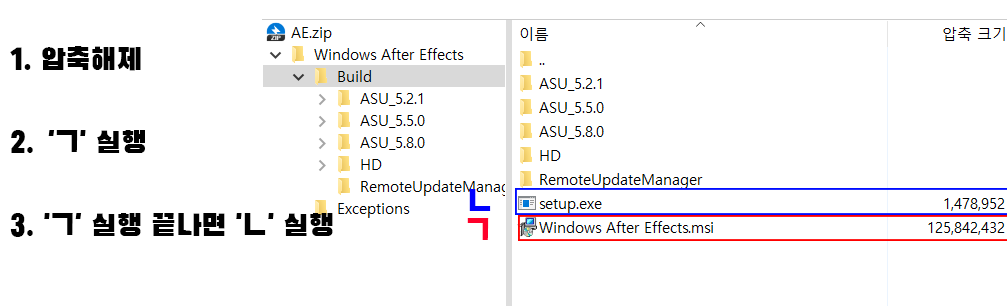 1. 압축해제
2. 'ㄱ' 실행
3. 'ㄱ' 실행 끝나면 'ㄴ' 실행
ZIP
AE.zip
Windows After Effects
Build
ASU_5.2.1
ASU_5.5.0
ASU_5.8.0
HD
RemoteUpdateManag
Exceptions
ㄴ
ㄱ
이름
압축 크기
..
ASU_5.2.1
ASU_5.5.0
ASU_5.8.0
HD
RemoteUpdateManager
setup.exe 1,478,952
Windows After Effects.msi 125,842,432